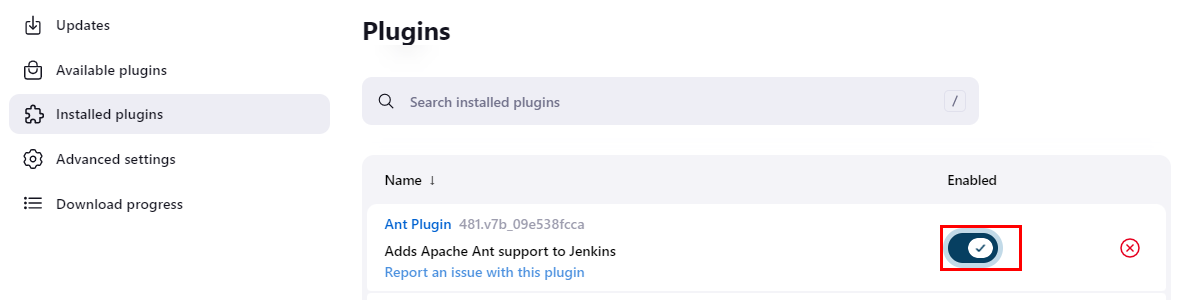 Updates
Available plugins
Installed plugins
Advanced settings
Download progress
Plugins
Search installed plugins /
Name ↓ Enabled
Ant Plugin 481.v7b_09e538fcca
Adds Apache Ant support to Jenkins
Report an issue with this plugin